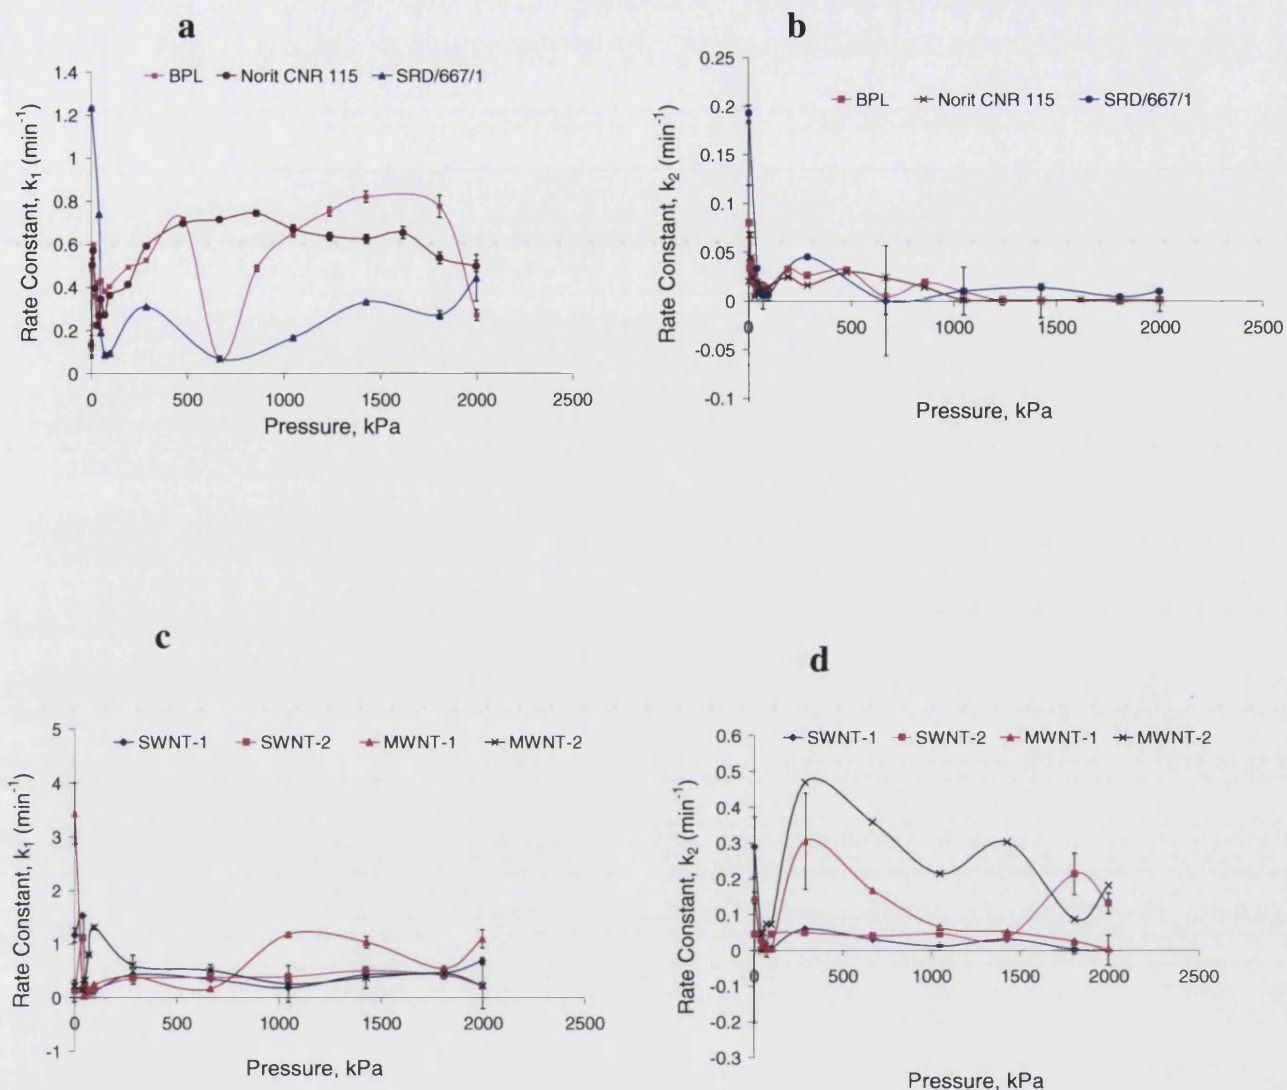 a
BPL Norit CNR 115 SRD/667/1
1.4
1.2
1
0.8
0.6
0.4
0.2
0
0 500 1000 1500 2000 2500
Rate Constant, k₁ (min⁻¹)
Pressure, kPa
b
BPL Norit CNR 115 SRD/667/1
0.25
0.2
0.15
0.1
0.05
0
-0.05
-0.1
0 500 1000 1500 2000 2500
Rate Constant, k₂ (min⁻¹)
Pressure, kPa
c
SWNT-1 SWNT-2 MWNT-1 MWNT-2
5
4
3
2
1
0
-1
0 500 1000 1500 2000 2500
Rate Constant, k₁ (min⁻¹)
Pressure, kPa
d
SWNT-1 SWNT-2 MWNT-1 MWNT-2
0.6
0.5
0.4
0.3
0.2
0.1
0
-0.1
-0.2
-0.3
0 500 1000 1500 2000 2500
Rate Constant, k₂ (min⁻¹)
Pressure, kPa